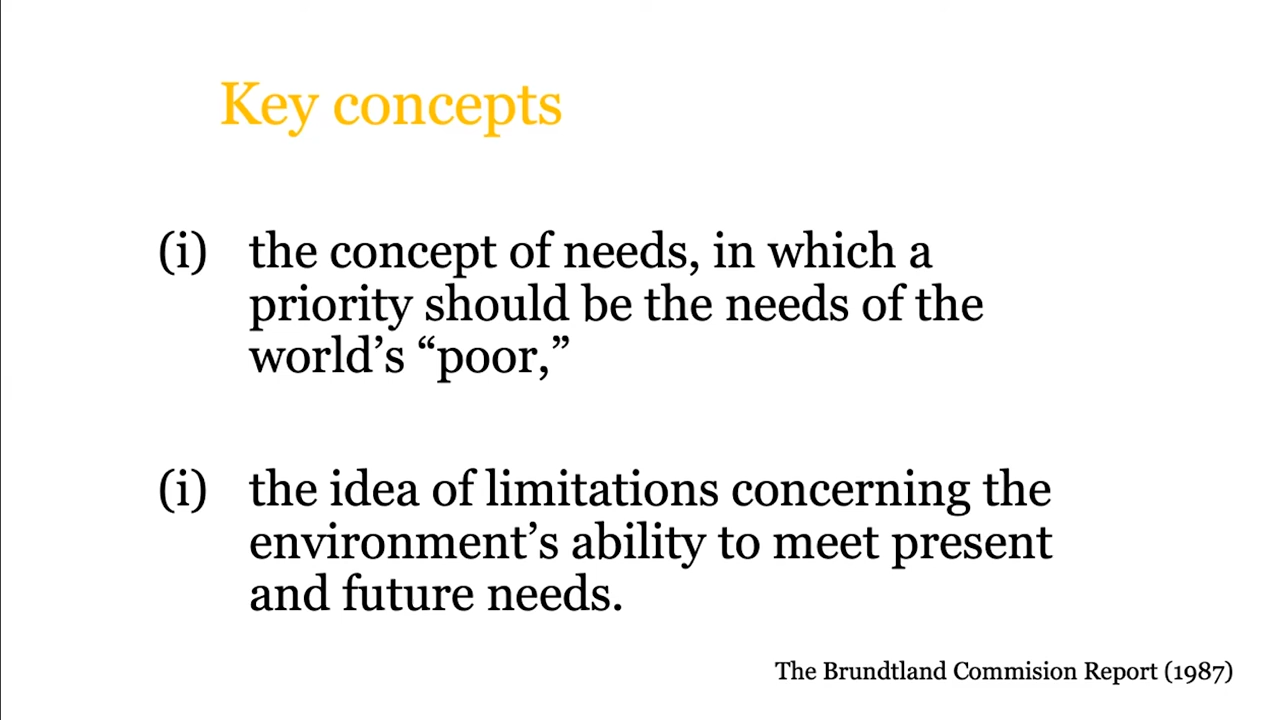 Key concepts
(i) the concept of needs, in which a
priority should be the needs of the
world’s “poor,”
(i) the idea of limitations concerning the
environment’s ability to meet present
and future needs.
The Brundtland Commision Report (1987)